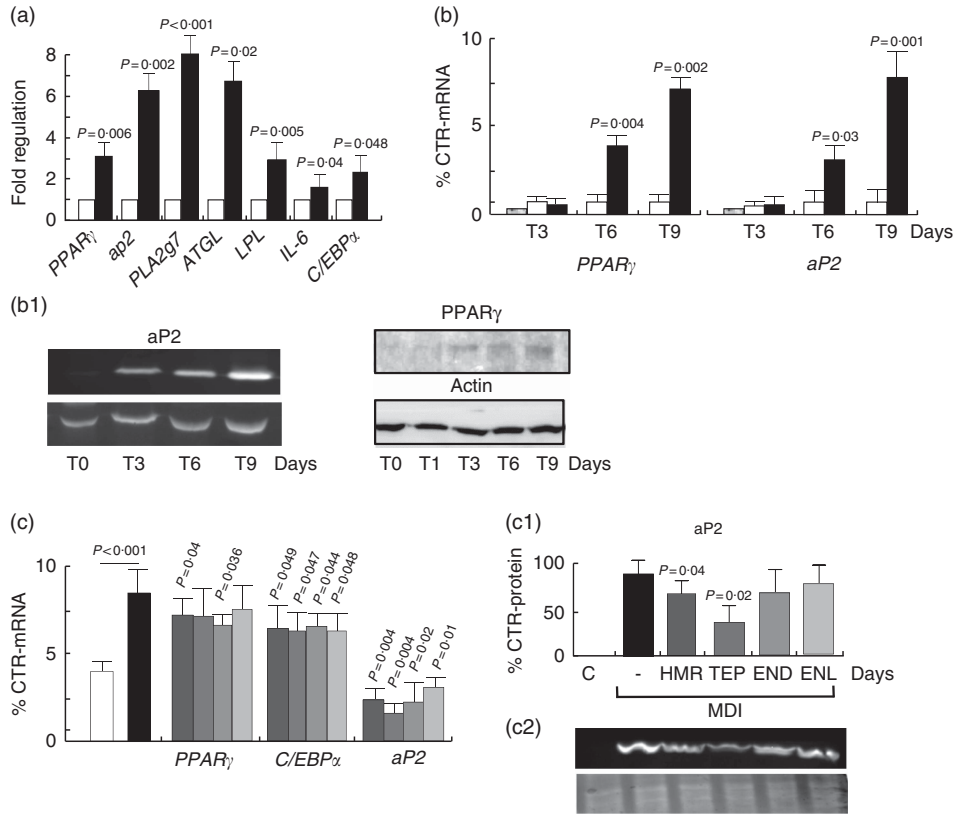 (a)
P<0·001
P=0·02
P=0·002
P=0·006
P=0·005
P=0·04
P=0·048
Fold regulation
8
6
4
2
0
PPARγ
ap2
PLA2g7
ATGL
LPL
IL-6
C/EBPα
(b)
P=0·001
P=0·002
P=0·004
P=0·03
% CTR-mRNA
10
5
0
T3 T6 T9 T3 T6 T9 Days
PPARγ aP2
(b1)
aP2
T0 T3 T6 T9 Days
PPARγ
Actin
T0 T1 T3 T6 T9 Days
(c)
P<0·001
P=0·04
P=0·036
P=0·049
P=0·047
P=0·044
P=0·048
P=0·004
P=0·004
P=0·02
P=0·01
% CTR-mRNA
10
5
0
PPARγ C/EBPα aP2
(c1)
aP2
P=0·04
P=0·02
% CTR-protein
100
50
0
C - HMR TEP END ENL Days
MDI
(c2)